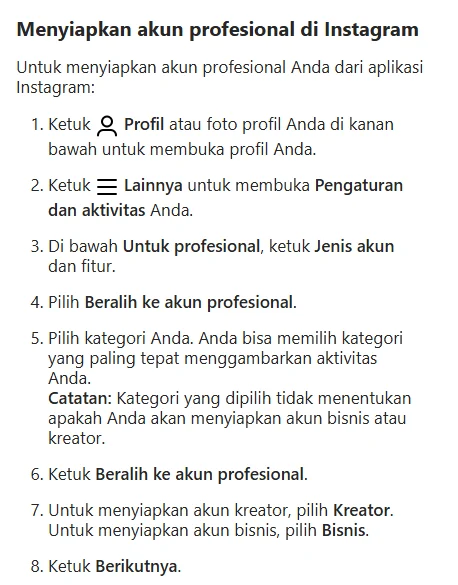 Menyiapkan akun profesional di Instagram
Untuk menyiapkan akun profesional Anda dari aplikasi
Instagram:
1. Ketuk Profil atau foto profil Anda di kanan
bawah untuk membuka profil Anda.
2. Ketuk Lainnya untuk membuka Pengaturan
dan aktivitas Anda.
3. Di bawah Untuk profesional, ketuk Jenis akun
dan fitur.
4. Pilih Beralih ke akun profesional.
5. Pilih kategori Anda. Anda bisa memilih kategori
yang paling tepat menggambarkan aktivitas
Anda.
Catatan: Kategori yang dipilih tidak menentukan
apakah Anda akan menyiapkan akun bisnis atau
kreator.
6. Ketuk Beralih ke akun profesional.
7. Untuk menyiapkan akun kreator, pilih Kreator.
Untuk menyiapkan akun bisnis, pilih Bisnis.
8. Ketuk Berikutnya.